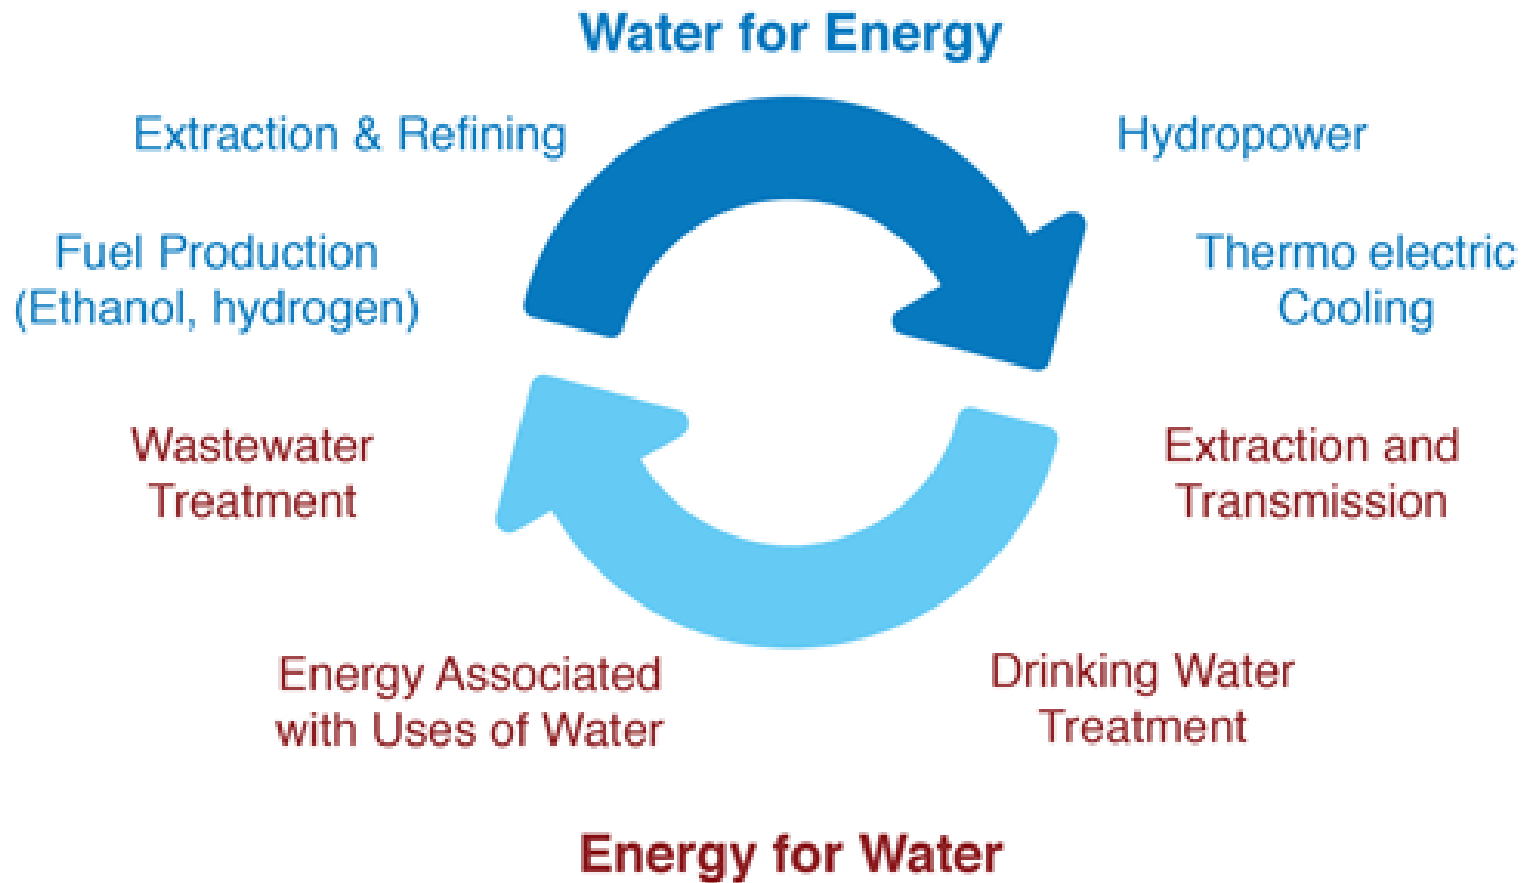 Water for Energy
Extraction & Refining
Hydropower
Fuel Production
(Ethanol, hydrogen)
Thermo electric
Cooling
Wastewater
Treatment
Extraction and
Transmission
Energy Associated
with Uses of Water
Drinking Water
Treatment
Energy for Water